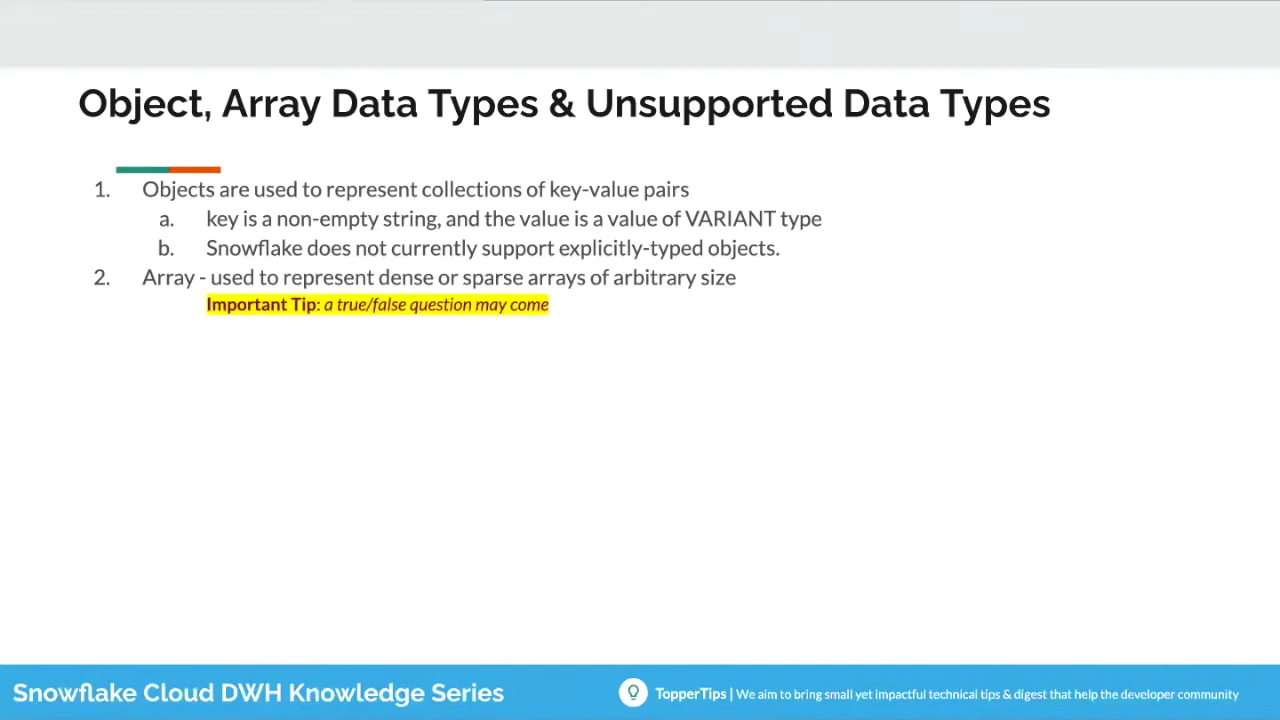 Object, Array Data Types & Unsupported Data Types
1. Objects are used to represent collections of key-value pairs
a. key is a non-empty string, and the value is a value of VARIANT type
b. Snowflake does not currently support explicitly-typed objects.
2. Array - used to represent dense or sparse arrays of arbitrary size
Important Tip: a true/false question may come
Snowflake Cloud DWH Knowledge Series
TopperTips | We aim to bring small yet impactful technical tips & digest that help the developer community